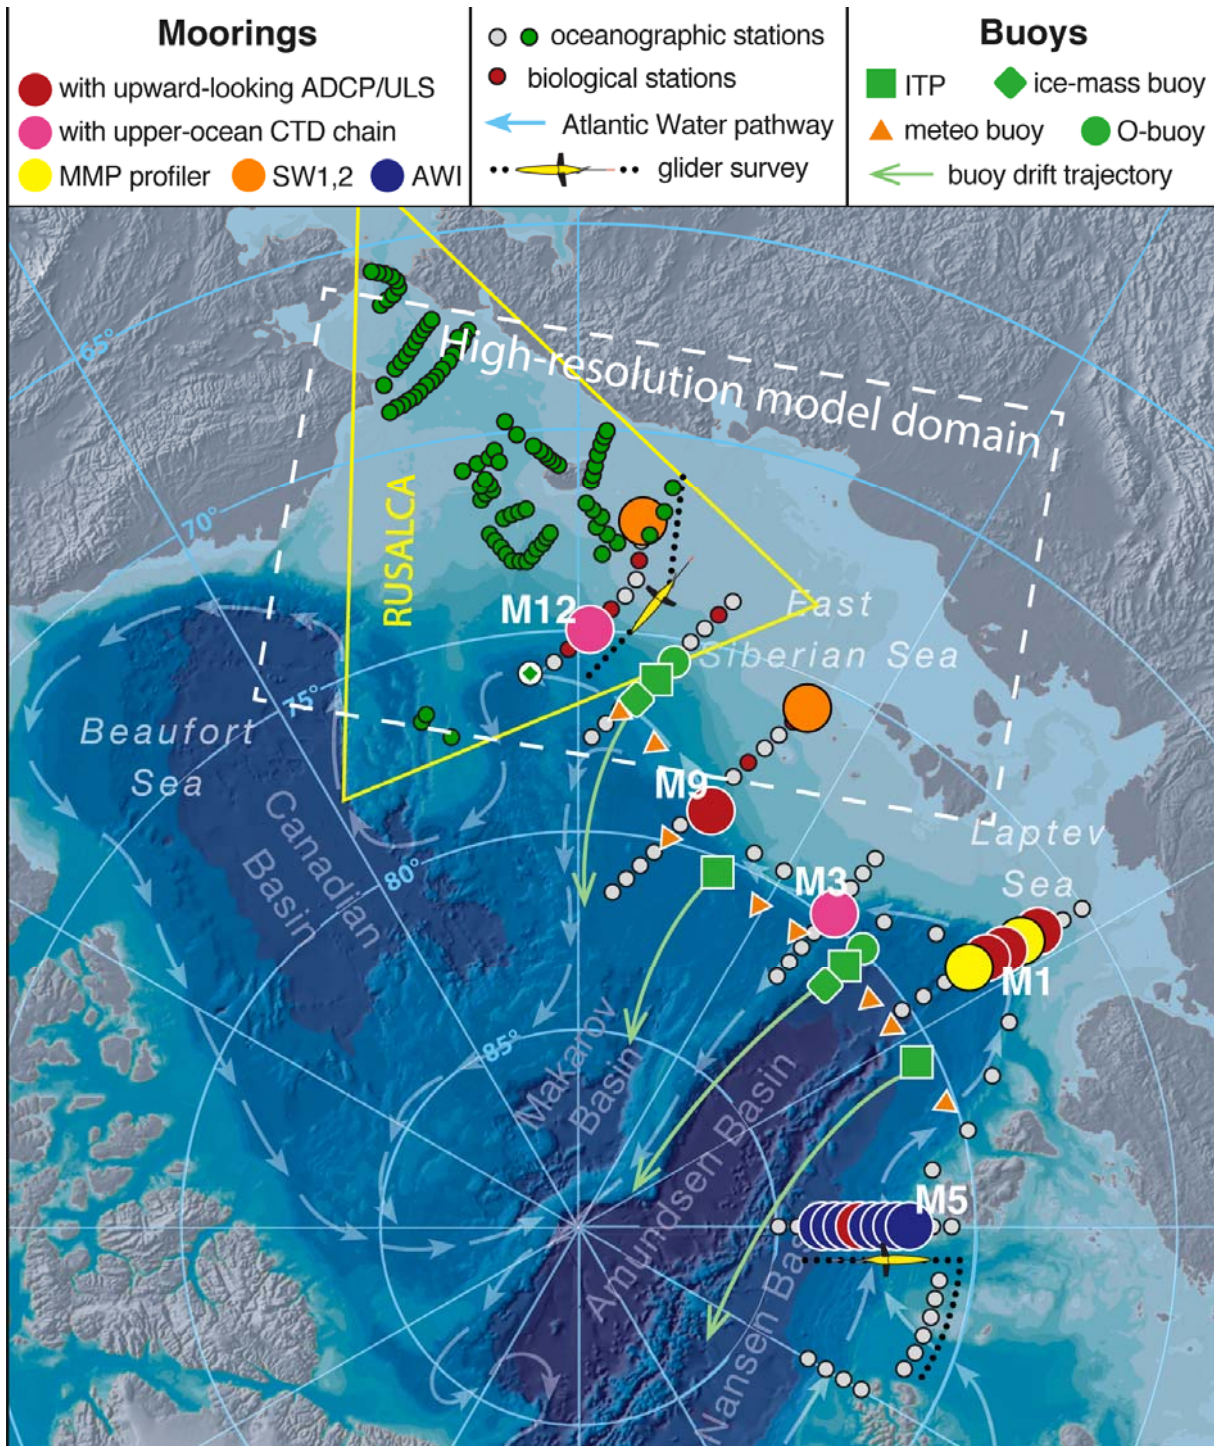 Moorings
with upward-looking ADCP/ULS
with upper-ocean CTD chain
MMP profiler SW1,2 AWI
oceanographic stations
biological stations
Atlantic Water pathway
glider survey
Buoys
ITP ice-mass buoy
meteo buoy O-buoy
buoy drift trajectory
65°
High-resolution model domain
70°
RUSALCA
M12
East
Siberian Sea
75°
Beaufort
Sea
M9
Canadian
Basin
80°
Laptev
Sea
M3
M1
85°
Makarov
Basin
Amundsen Basin
M5
Nansen Ba